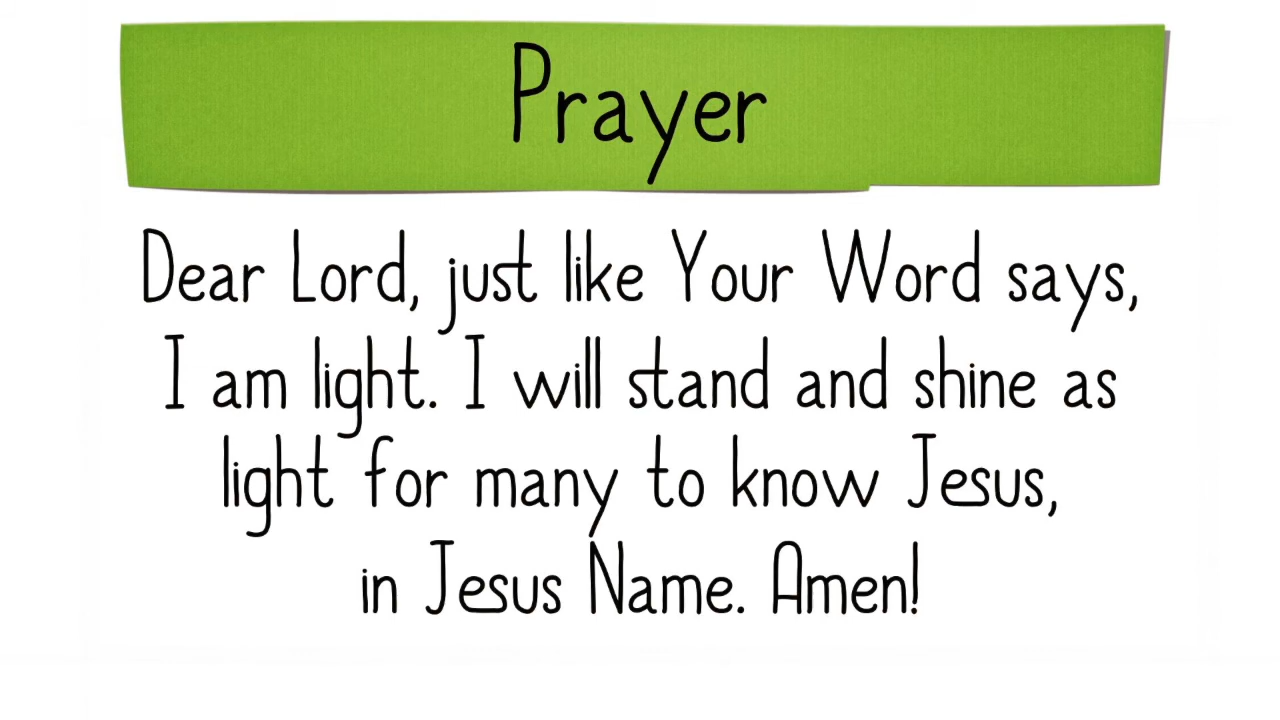 Prayer
Dear Lord, just like Your Word says,
I am light. I will stand and shine as
light for many to know Jesus,
in Jesus Name. Amen!